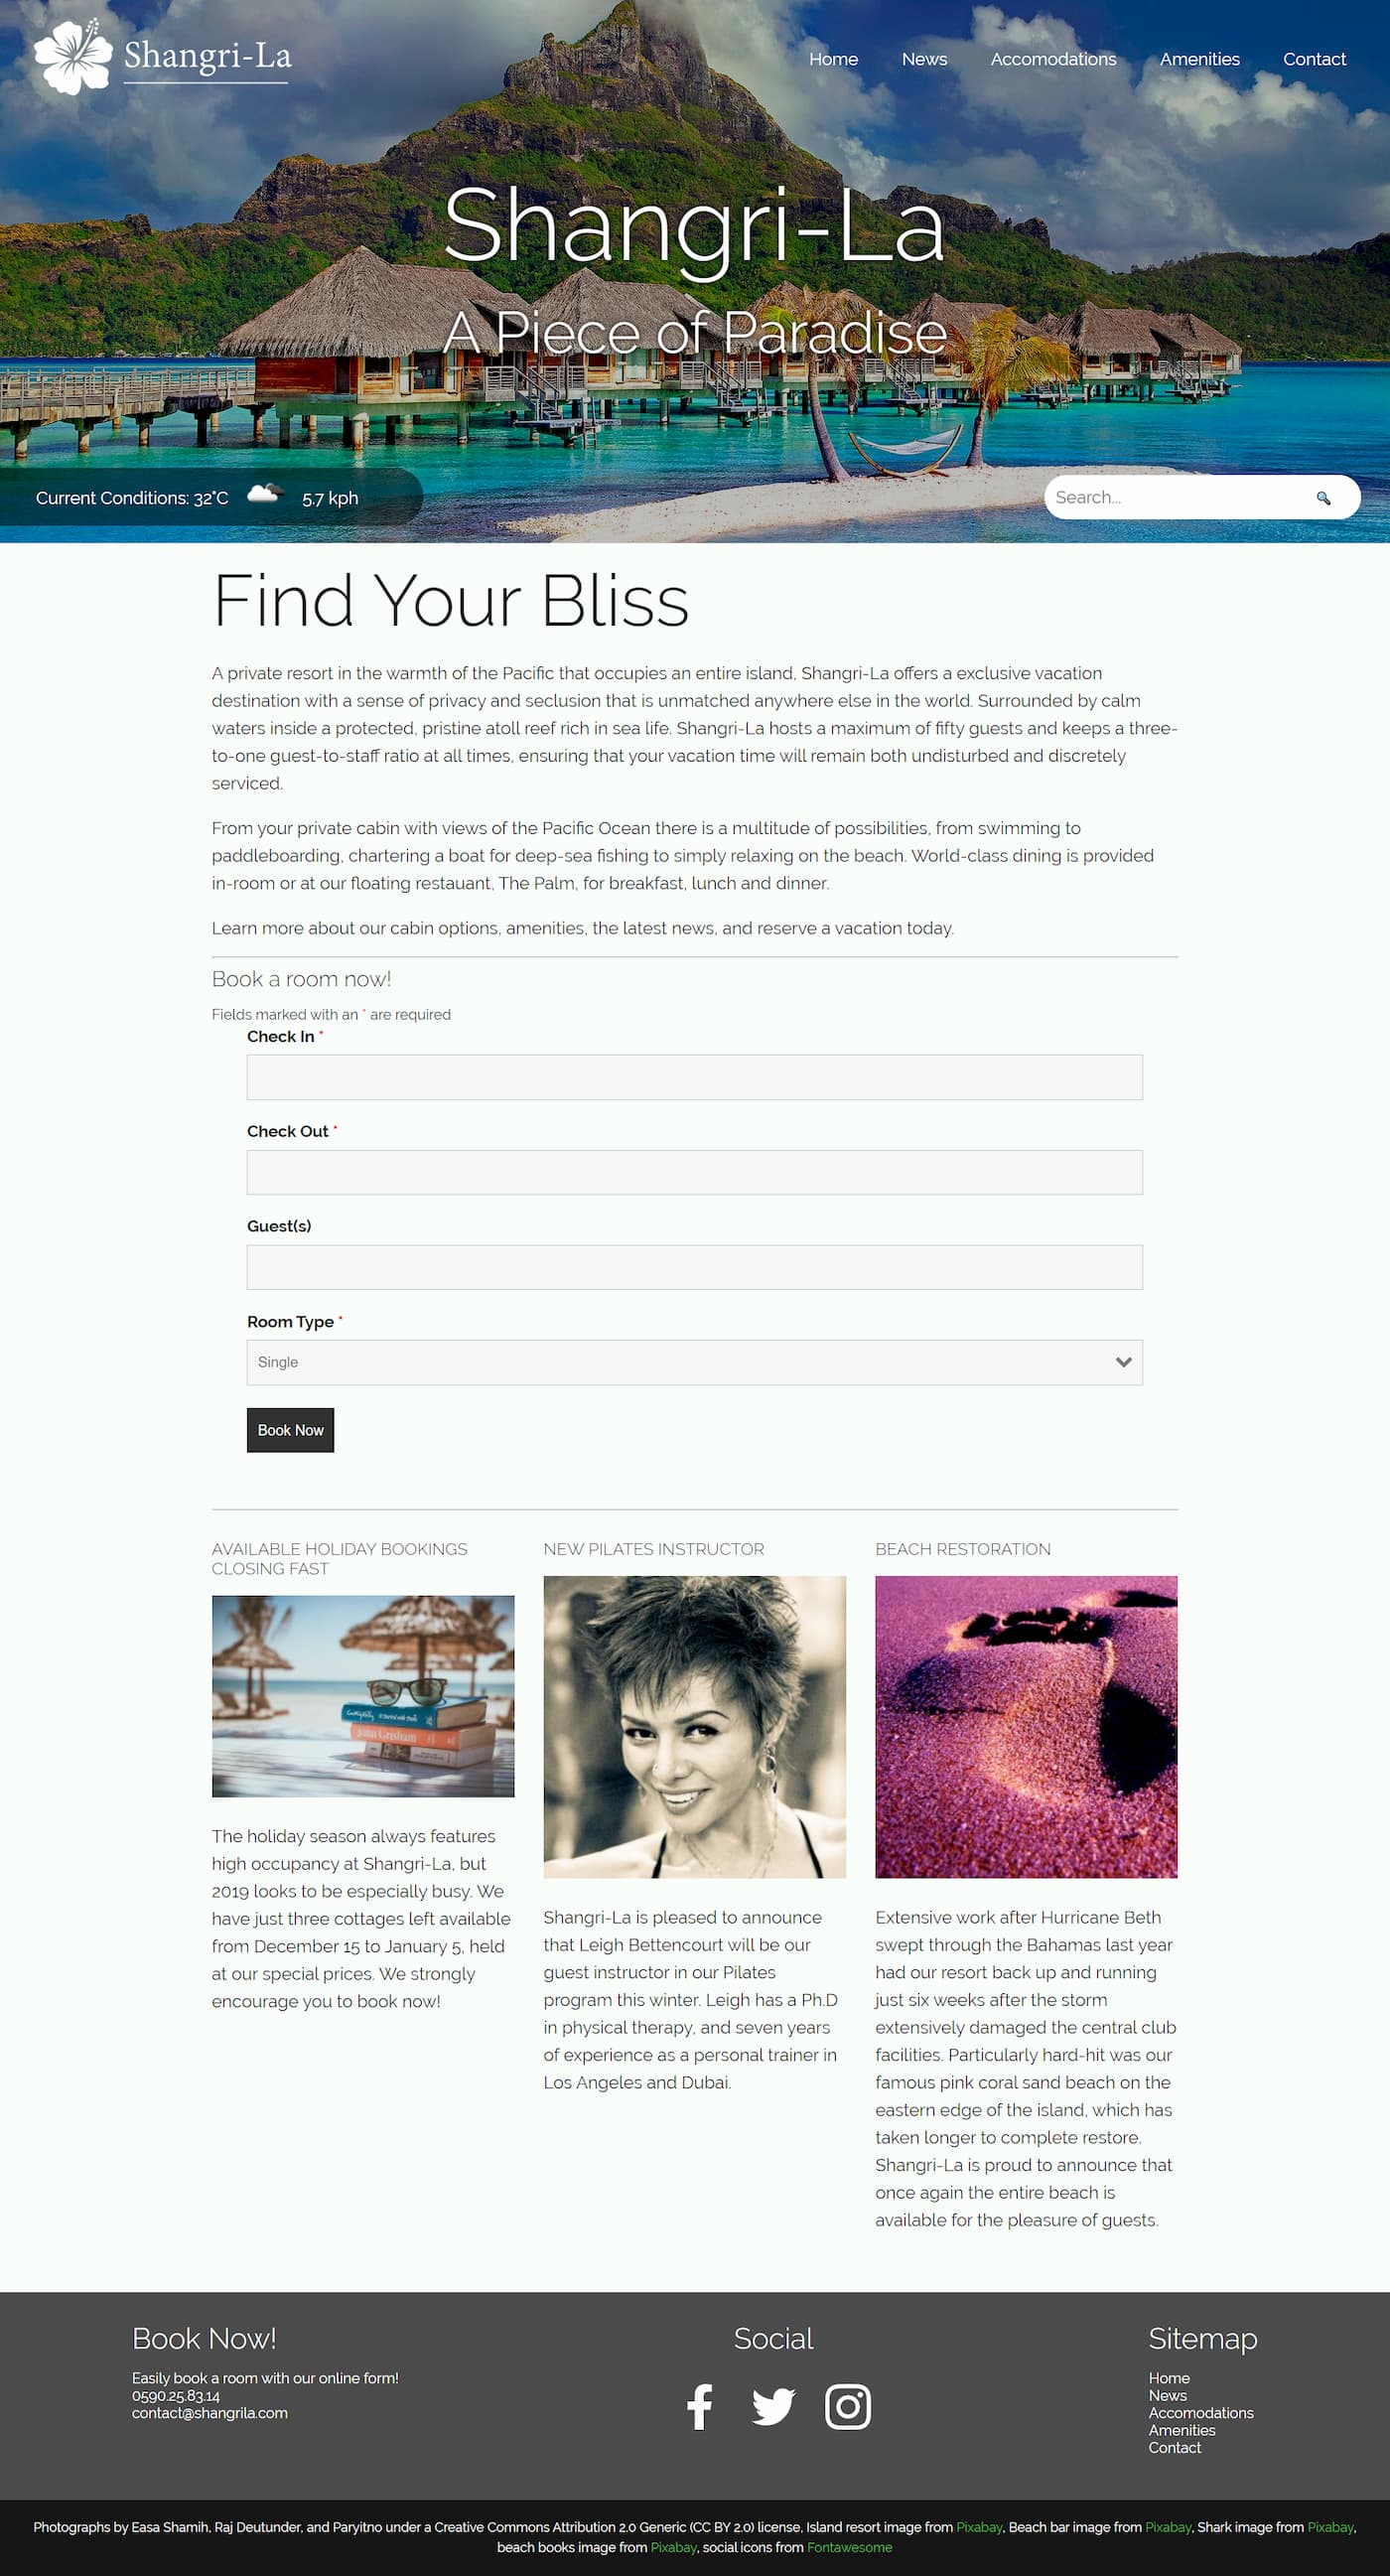 Shangri-La
Home News Accomodations Amenities Contact
Shangri-La
A Piece of Paradise
Current Conditions: 32°C 5.7 kph
Search...
Find Your Bliss
A private resort in the warmth of the Pacific that occupies an entire island, Shangri-La offers a exclusive vacation
destination with a sense of privacy and seclusion that is unmatched anywhere else in the world. Surrounded by calm
waters inside a protected, pristine atoll reef rich in sea life. Shangri-La hosts a maximum of fifty guests and keeps a three-
to-one guest-to-staff ratio at all times, ensuring that your vacation time will remain both undisturbed and discretely
serviced.
From your private cabin with views of the Pacific Ocean there is a multitude of possibilities, from swimming to
paddleboarding, chartering a boat for deep-sea fishing to simply relaxing on the beach. World-class dining is provided
in-room or at our floating restauant, The Palm, for breakfast, lunch and dinner.
Learn more about our cabin options, amenities, the latest news, and reserve a vacation today.
Book a room now!
Fields marked with an * are required
Check In *
Check Out *
Guest(s)
Room Type *
Single
Book Now
AVAILABLE HOLIDAY BOOKINGS
CLOSING FAST
John Grisham
The holiday season always features
high occupancy at Shangri-La, but
2019 looks to be especially busy. We
have just three cottages left available
from December 15 to January 5, held
at our special prices. We strongly
encourage you to book now!
NEW PILATES INSTRUCTOR
Shangri-La is pleased to announce
that Leigh Bettencourt will be our
guest instructor in our Pilates
program this winter. Leigh has a Ph.D
in physical therapy, and seven years
of experience as a personal trainer in
Los Angeles and Dubai.
BEACH RESTORATION
Extensive work after Hurricane Beth
swept through the Bahamas last year
had our resort back up and running
just six weeks after the storm
extensively damaged the central club
facilities. Particularly hard-hit was our
famous pink coral sand beach on the
eastern edge of the island, which has
taken longer to complete restore.
Shangri-La is proud to announce that
once again the entire beach is
available for the pleasure of guests.
Book Now!
Easily book a room with our online form!
0590.25.83.14
contact@shangrila.com
Social
Sitemap
Home
News
Accomodations
Amenities
Contact
Photographs by Easa Shamih, Raj Deutunder, and Paryitno under a Creative Commons Attribution 2.0 Generic (CC BY 2.0) license, Island resort image from Pixabay, Beach bar image from Pixabay, Shark image from Pixabay,
beach books image from Pixabay, social icons from Fontawesome